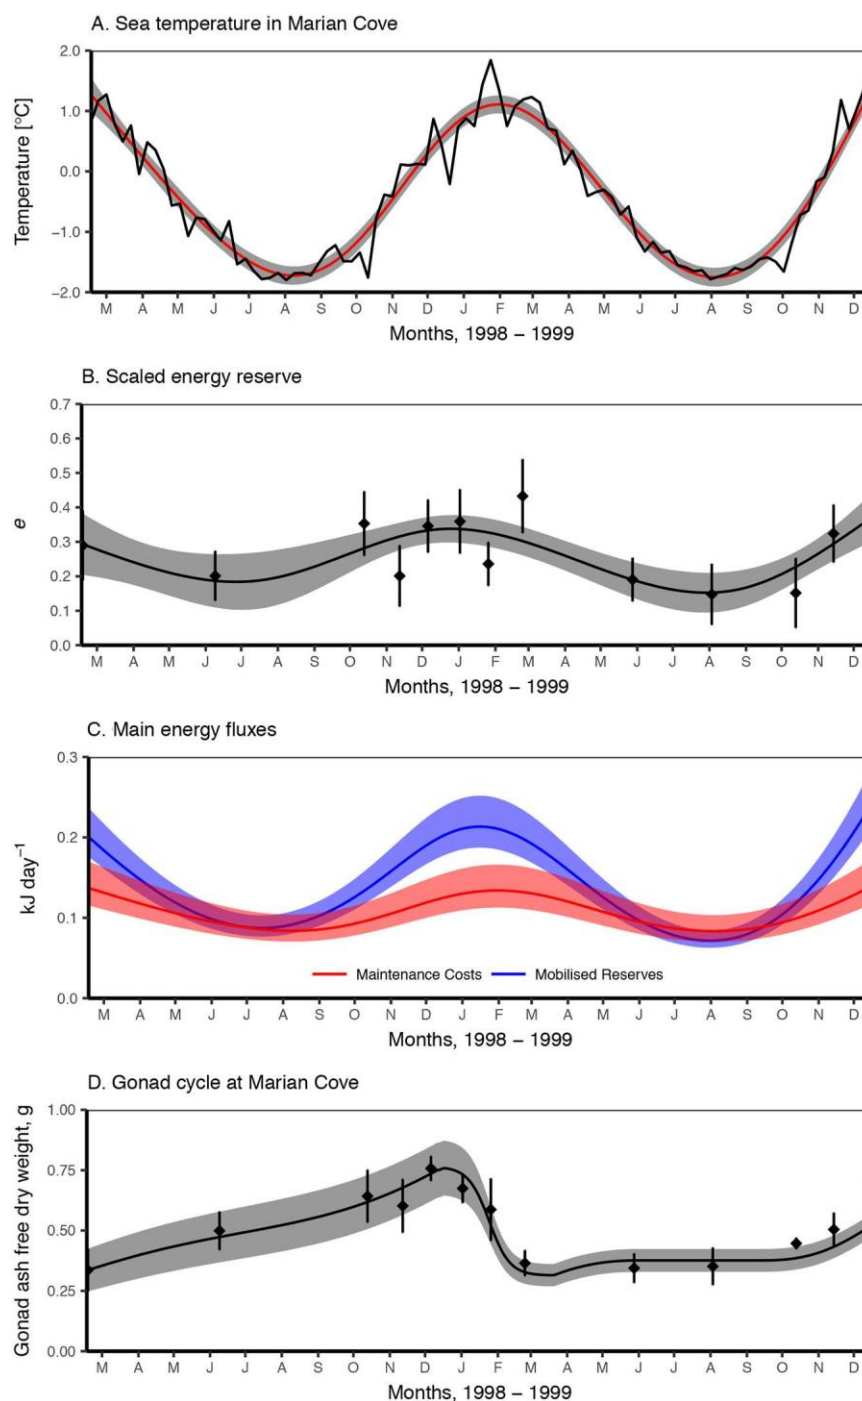 A. Sea temperature in Marian Cove
Temperature [°C]
2.0
1.0
0.0
−1.0
−2.0
M A M J J A S O N D J F M A M J J A S O N D
Months, 1998 − 1999
B. Scaled energy reserve
e
0.7
0.6
0.5
0.4
0.3
0.2
0.1
0.0
M A M J J A S O N D J F M A M J J A S O N D
Months, 1998 − 1999
C. Main energy fluxes
kJ day⁻¹
0.3
0.2
0.1
0.0
Maintenance Costs Mobilised Reserves
M A M J J A S O N D J F M A M J J A S O N D
Months, 1998 − 1999
D. Gonad cycle at Marian Cove
Gonad ash free dry weight, g
1.00
0.75
0.50
0.25
0.00
M A M J J A S O N D J F M A M J J A S O N D
Months, 1998 − 1999